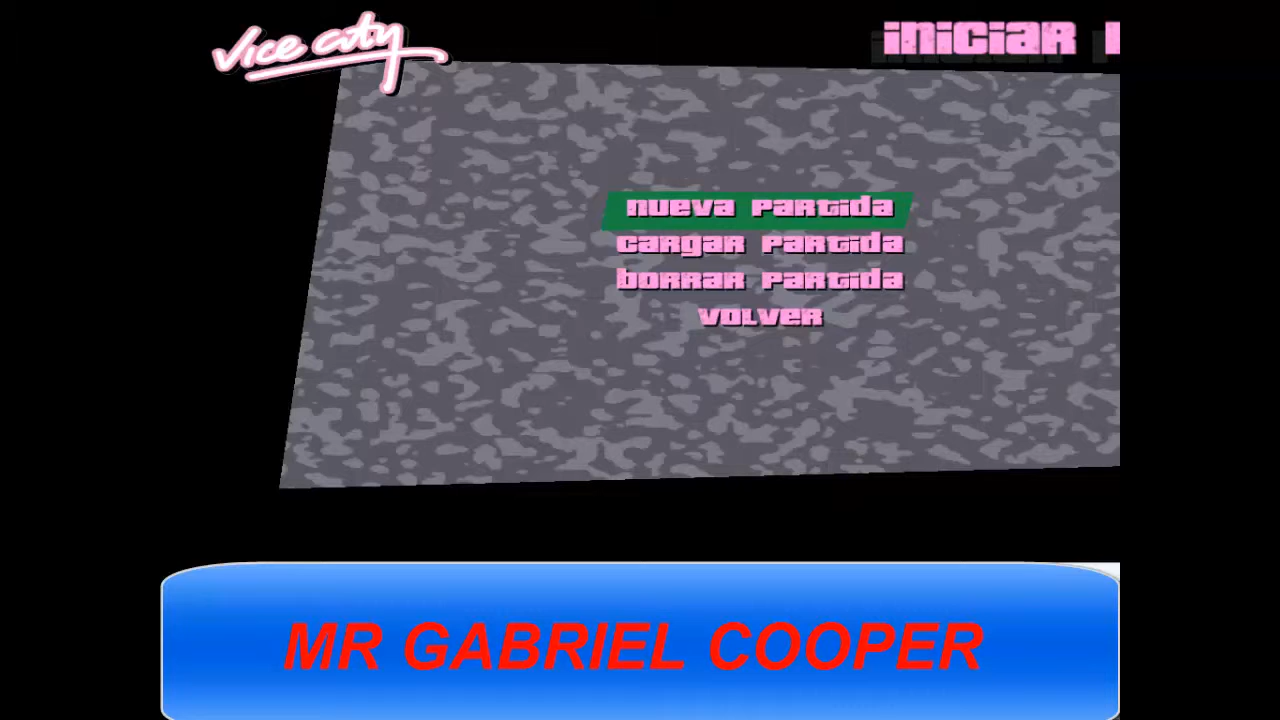 vice city
INICIAR
nueva partida
cargar partida
borrar partida
volver
MR GABRIEL COOPER